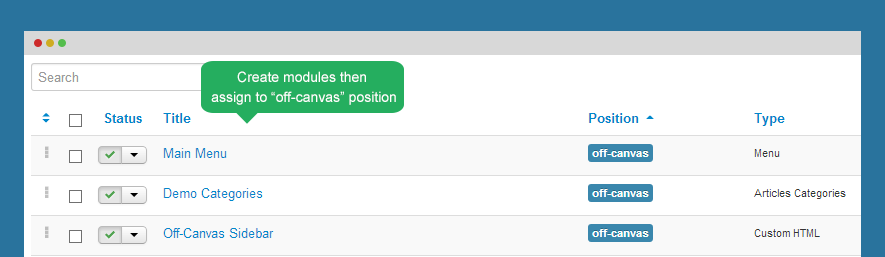 Search
Create modules then
assign to “off-canvas” position
Status Title Position Type
Main Menu off-canvas Menu
Demo Categories off-canvas Articles Categories
Off-Canvas Sidebar off-canvas Custom HTML